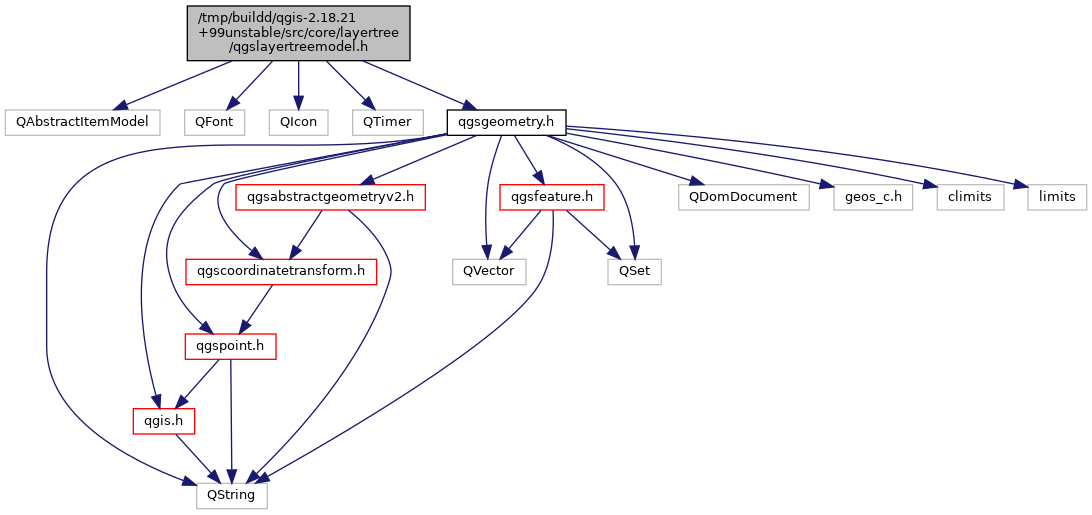 /tmp/buildd/qgis-2.18.21
+99unstable/src/core/layertree
/qgslayertreemodel.h
QAbstractItemModel
QFont
QIcon
QTimer
qgsgeometry.h
qgsabstractgeometryv2.h
qgsfeature.h
QDomDocument
geos_c.h
climits
limits
qgscoordinatetransform.h
QVector
QSet
qgspoint.h
qgis.h
QString